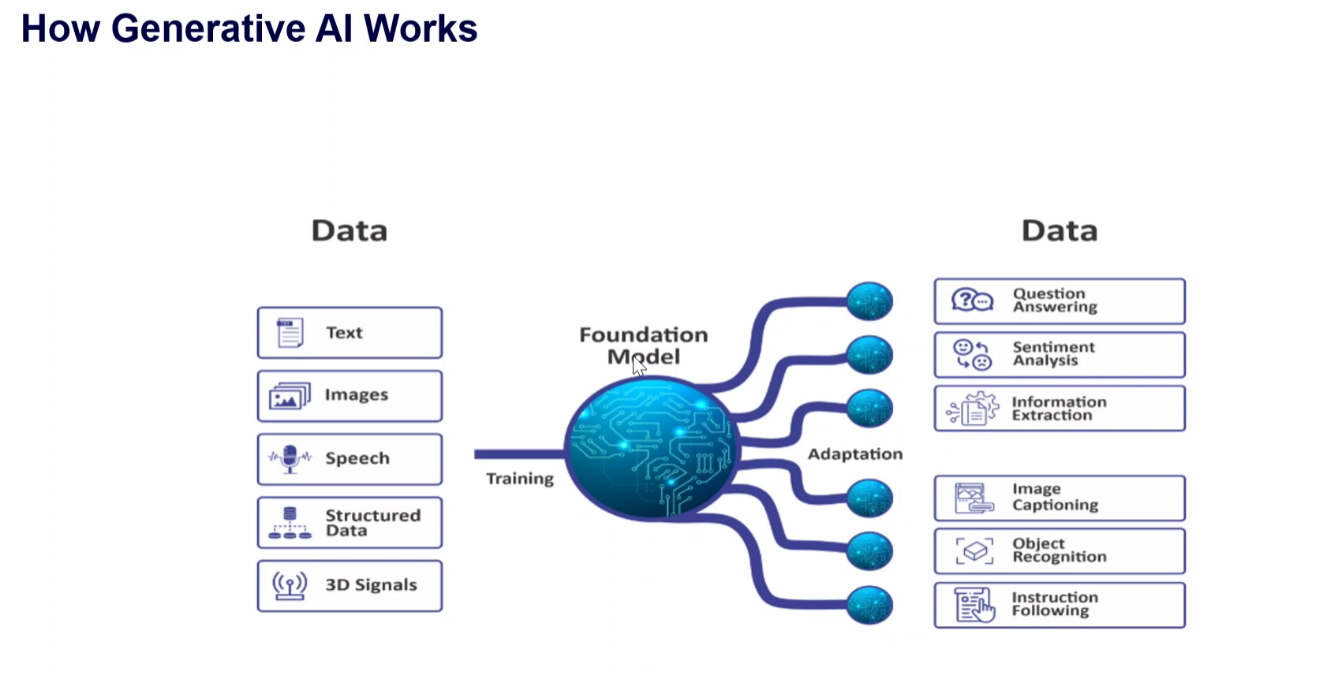 How Generative AI Works
Data
Text
Images
Speech
Structured
Data
3D Signals
Training
Foundation
Model
Adaptation
Data
Question
Answering
Sentiment
Analysis
Information
Extraction
Image
Captioning
Object
Recognition
Instruction
Following